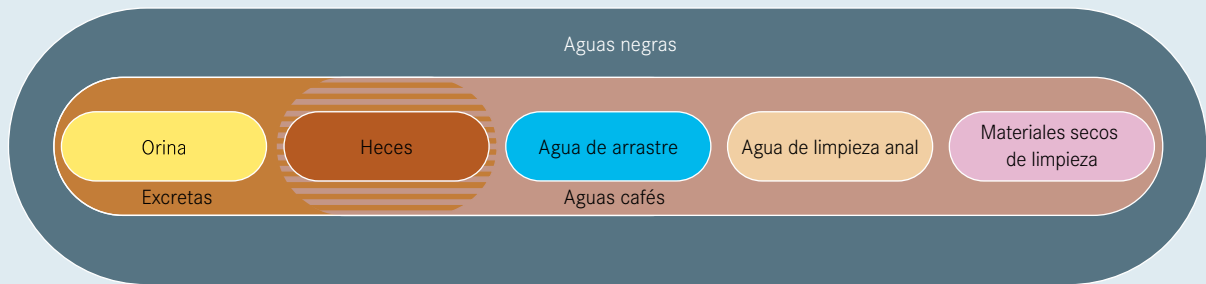 Aguas negras
Orina
Heces
Agua de arrastre
Agua de limpieza anal
Materiales secos
de limpieza
Excretas
Aguas cafés